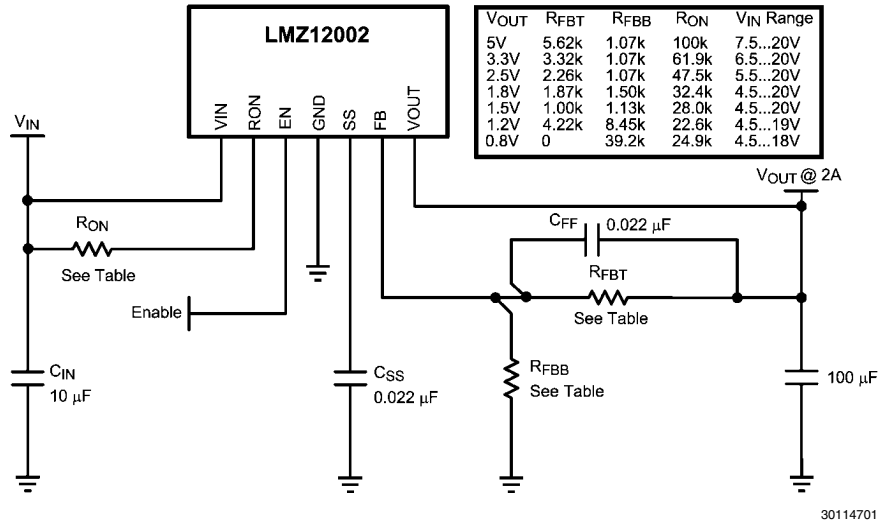 LMZ12002
VIN RON EN GND SS FB VOUT
VOUT RFBT RFBB RON VIN Range
5V 5.62k 1.07k 100k 7.5...20V
3.3V 3.32k 1.07k 61.9k 6.5...20V
2.5V 2.26k 1.07k 47.5k 5.5...20V
1.8V 1.87k 1.50k 32.4k 4.5...20V
1.5V 1.00k 1.13k 28.0k 4.5...20V
1.2V 4.22k 8.45k 22.6k 4.5...19V
0.8V 0 39.2k 24.9k 4.5...18V
VIN
VOUT @ 2A
RON
See Table
CFF 0.022 μF
RFBT
See Table
Enable
CIN
10 μF
CSS
0.022 μF
RFBB
See Table
100 μF
30114701